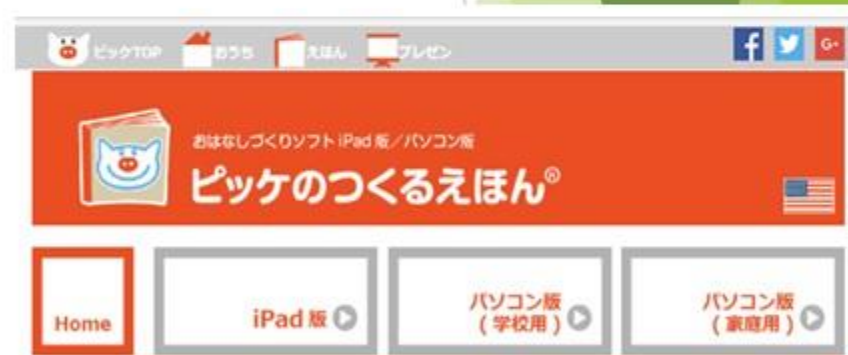 ピッケTOP おうち えほん プレゼン
f G+
おはなしづくりソフト iPad 版／パソコン版
ピッケのつくるえほん®
Home
iPad 版
パソコン版
( 学校用 )
パソコン版
( 家庭用 )